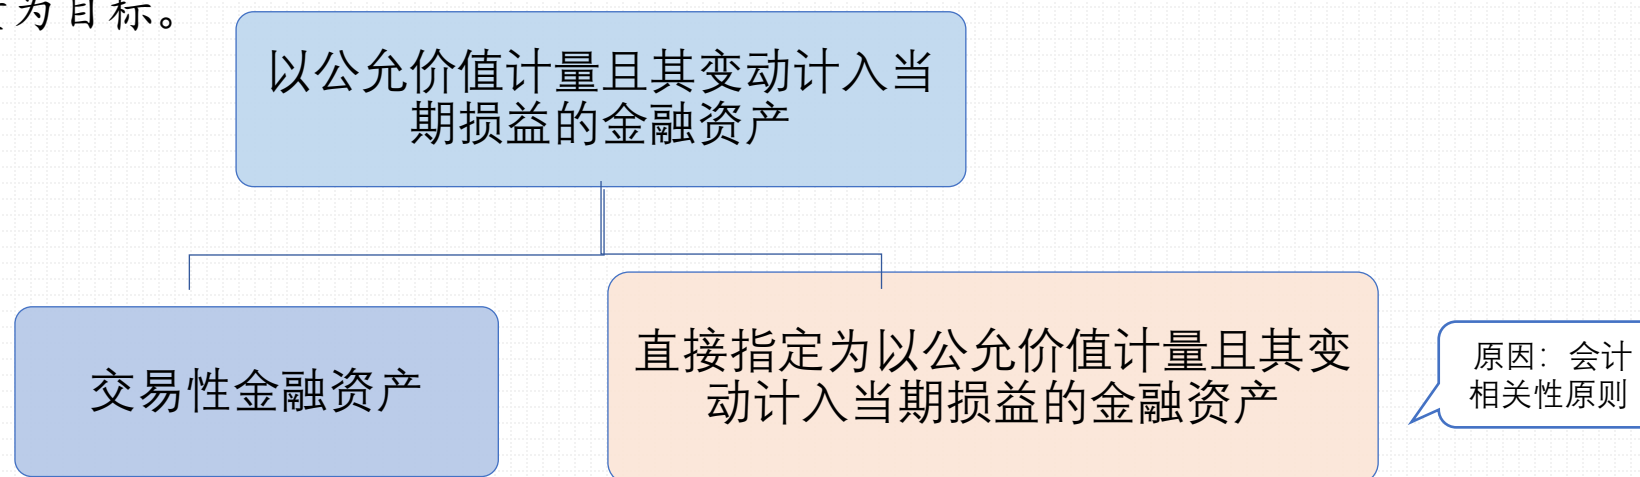 为目标。
以公允价值计量且其变动计入当
期损益的金融资产
交易性金融资产
直接指定为以公允价值计量且其变
动计入当期损益的金融资产
原因：会计
相关性原则